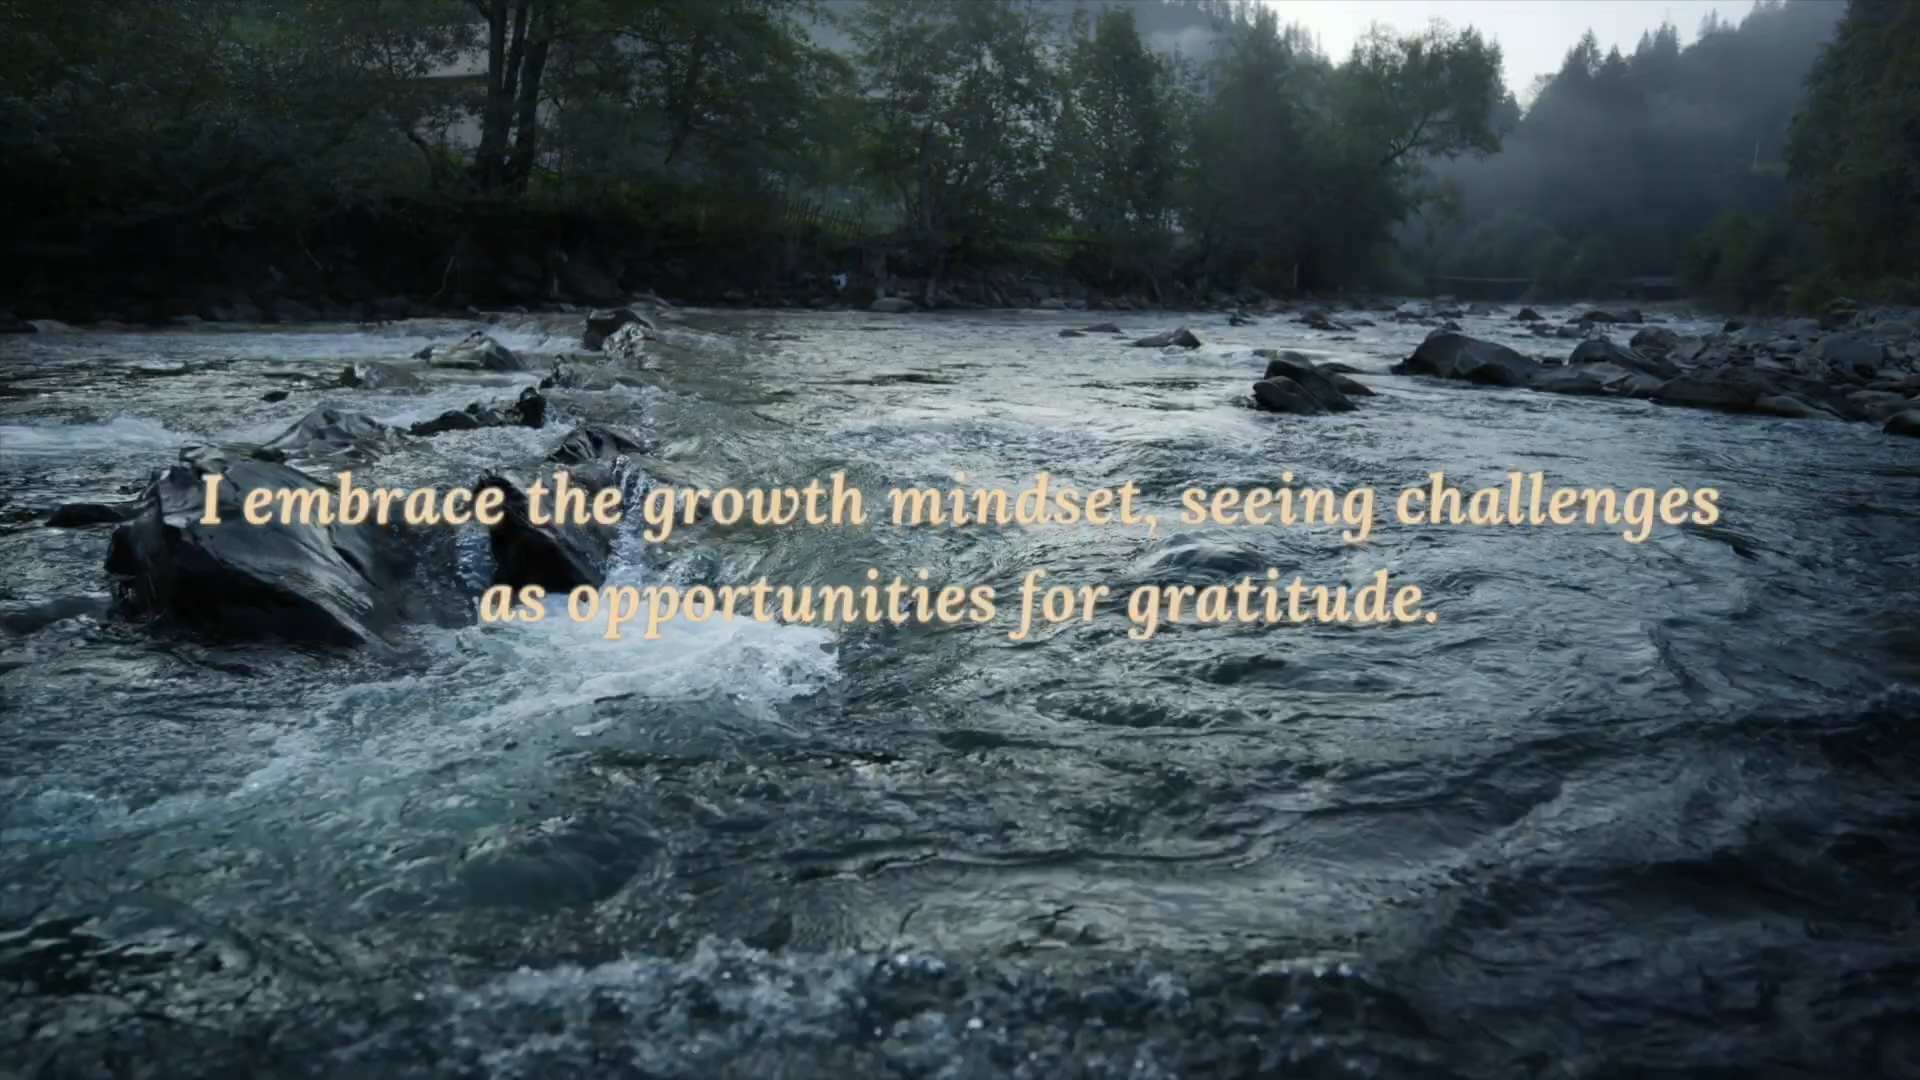 I embrace the growth mindset, seeing challenges
as opportunities for gratitude.